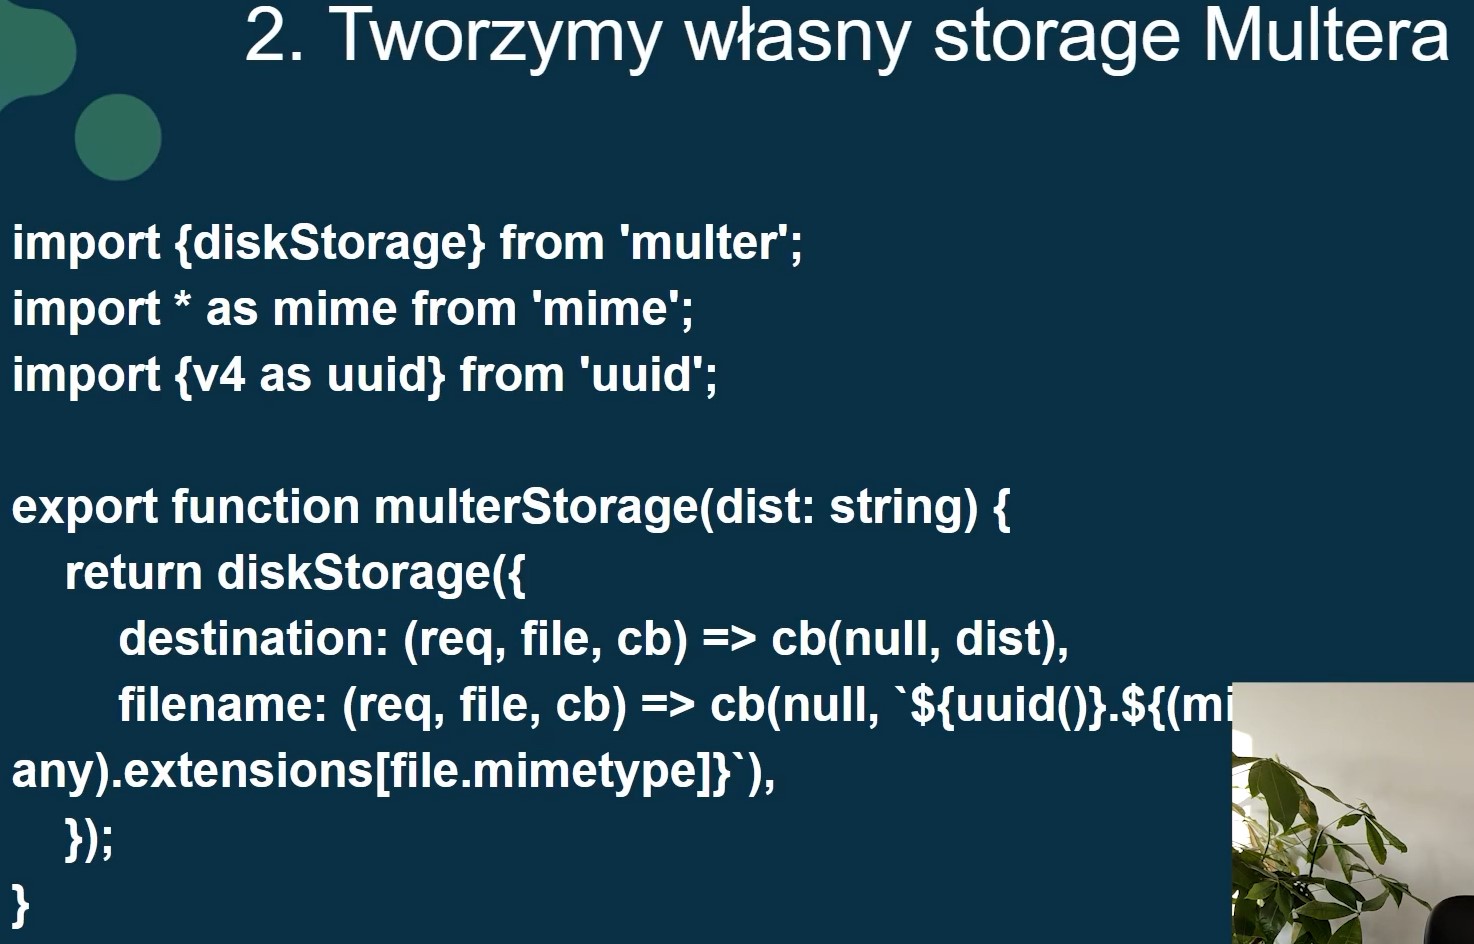 2. Tworzymy własny storage Multera
import {diskStorage} from 'multer';
import * as mime from 'mime';
import {v4 as uuid} from 'uuid';
export function multerStorage(dist: string) {
return diskStorage({
destination: (req, file, cb) => cb(null, dist),
filename: (req, file, cb) => cb(null, `${uuid()}.${(mi
any).extensions[file.mimetype]}`),
});
}